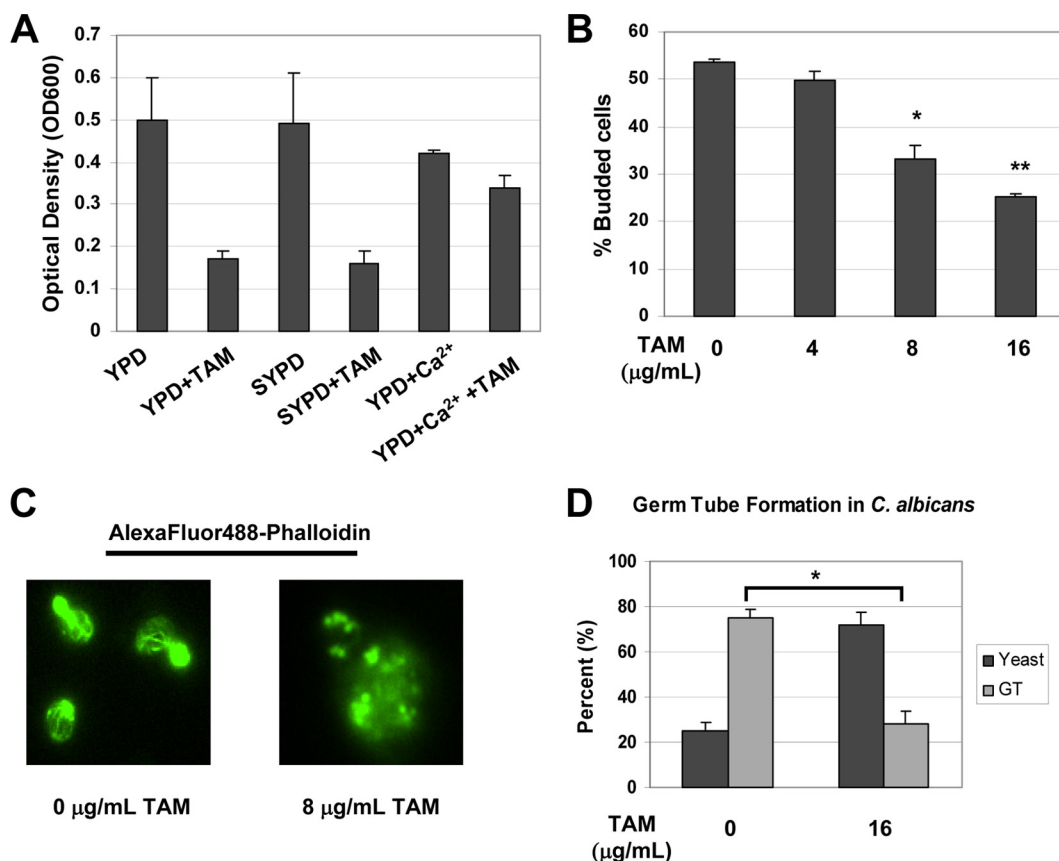 A
Optical Density (OD600)
0.7
0.6
0.5
0.4
0.3
0.2
0.1
0
YPD
YPD+TAM
SYPD
SYPD+TAM
YPD+Ca²⁺
YPD+Ca²⁺ +TAM
B
% Budded cells
60
50
40
30
20
10
0
*
**
TAM
(μg/mL)
0 4 8 16
C
AlexaFluor488-Phalloidin
0 μg/mL TAM
8 μg/mL TAM
D
Germ Tube Formation in C. albicans
Percent (%)
100
80
60
40
20
0
*
Yeast
GT
TAM
(μg/mL)
0 16